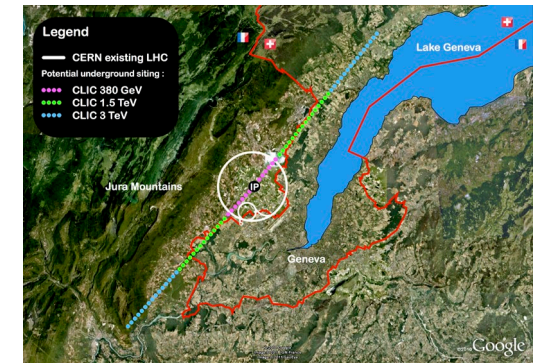 Legend
CERN existing LHC
Potential underground siting :
CLIC 380 GeV
CLIC 1.5 TeV
CLIC 3 TeV
Lake Geneva
Jura Mountains
IP
Geneva
Google